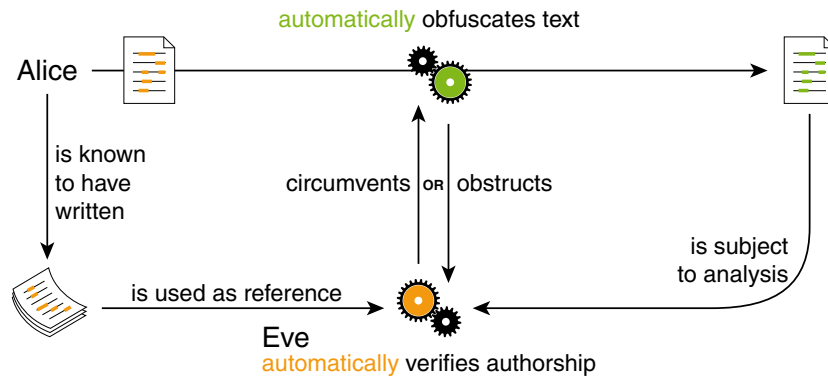 automatically obfuscates text
Alice
is known
to have
written
circumvents OR obstructs
is subject
to analysis
is used as reference
Eve
automatically verifies authorship